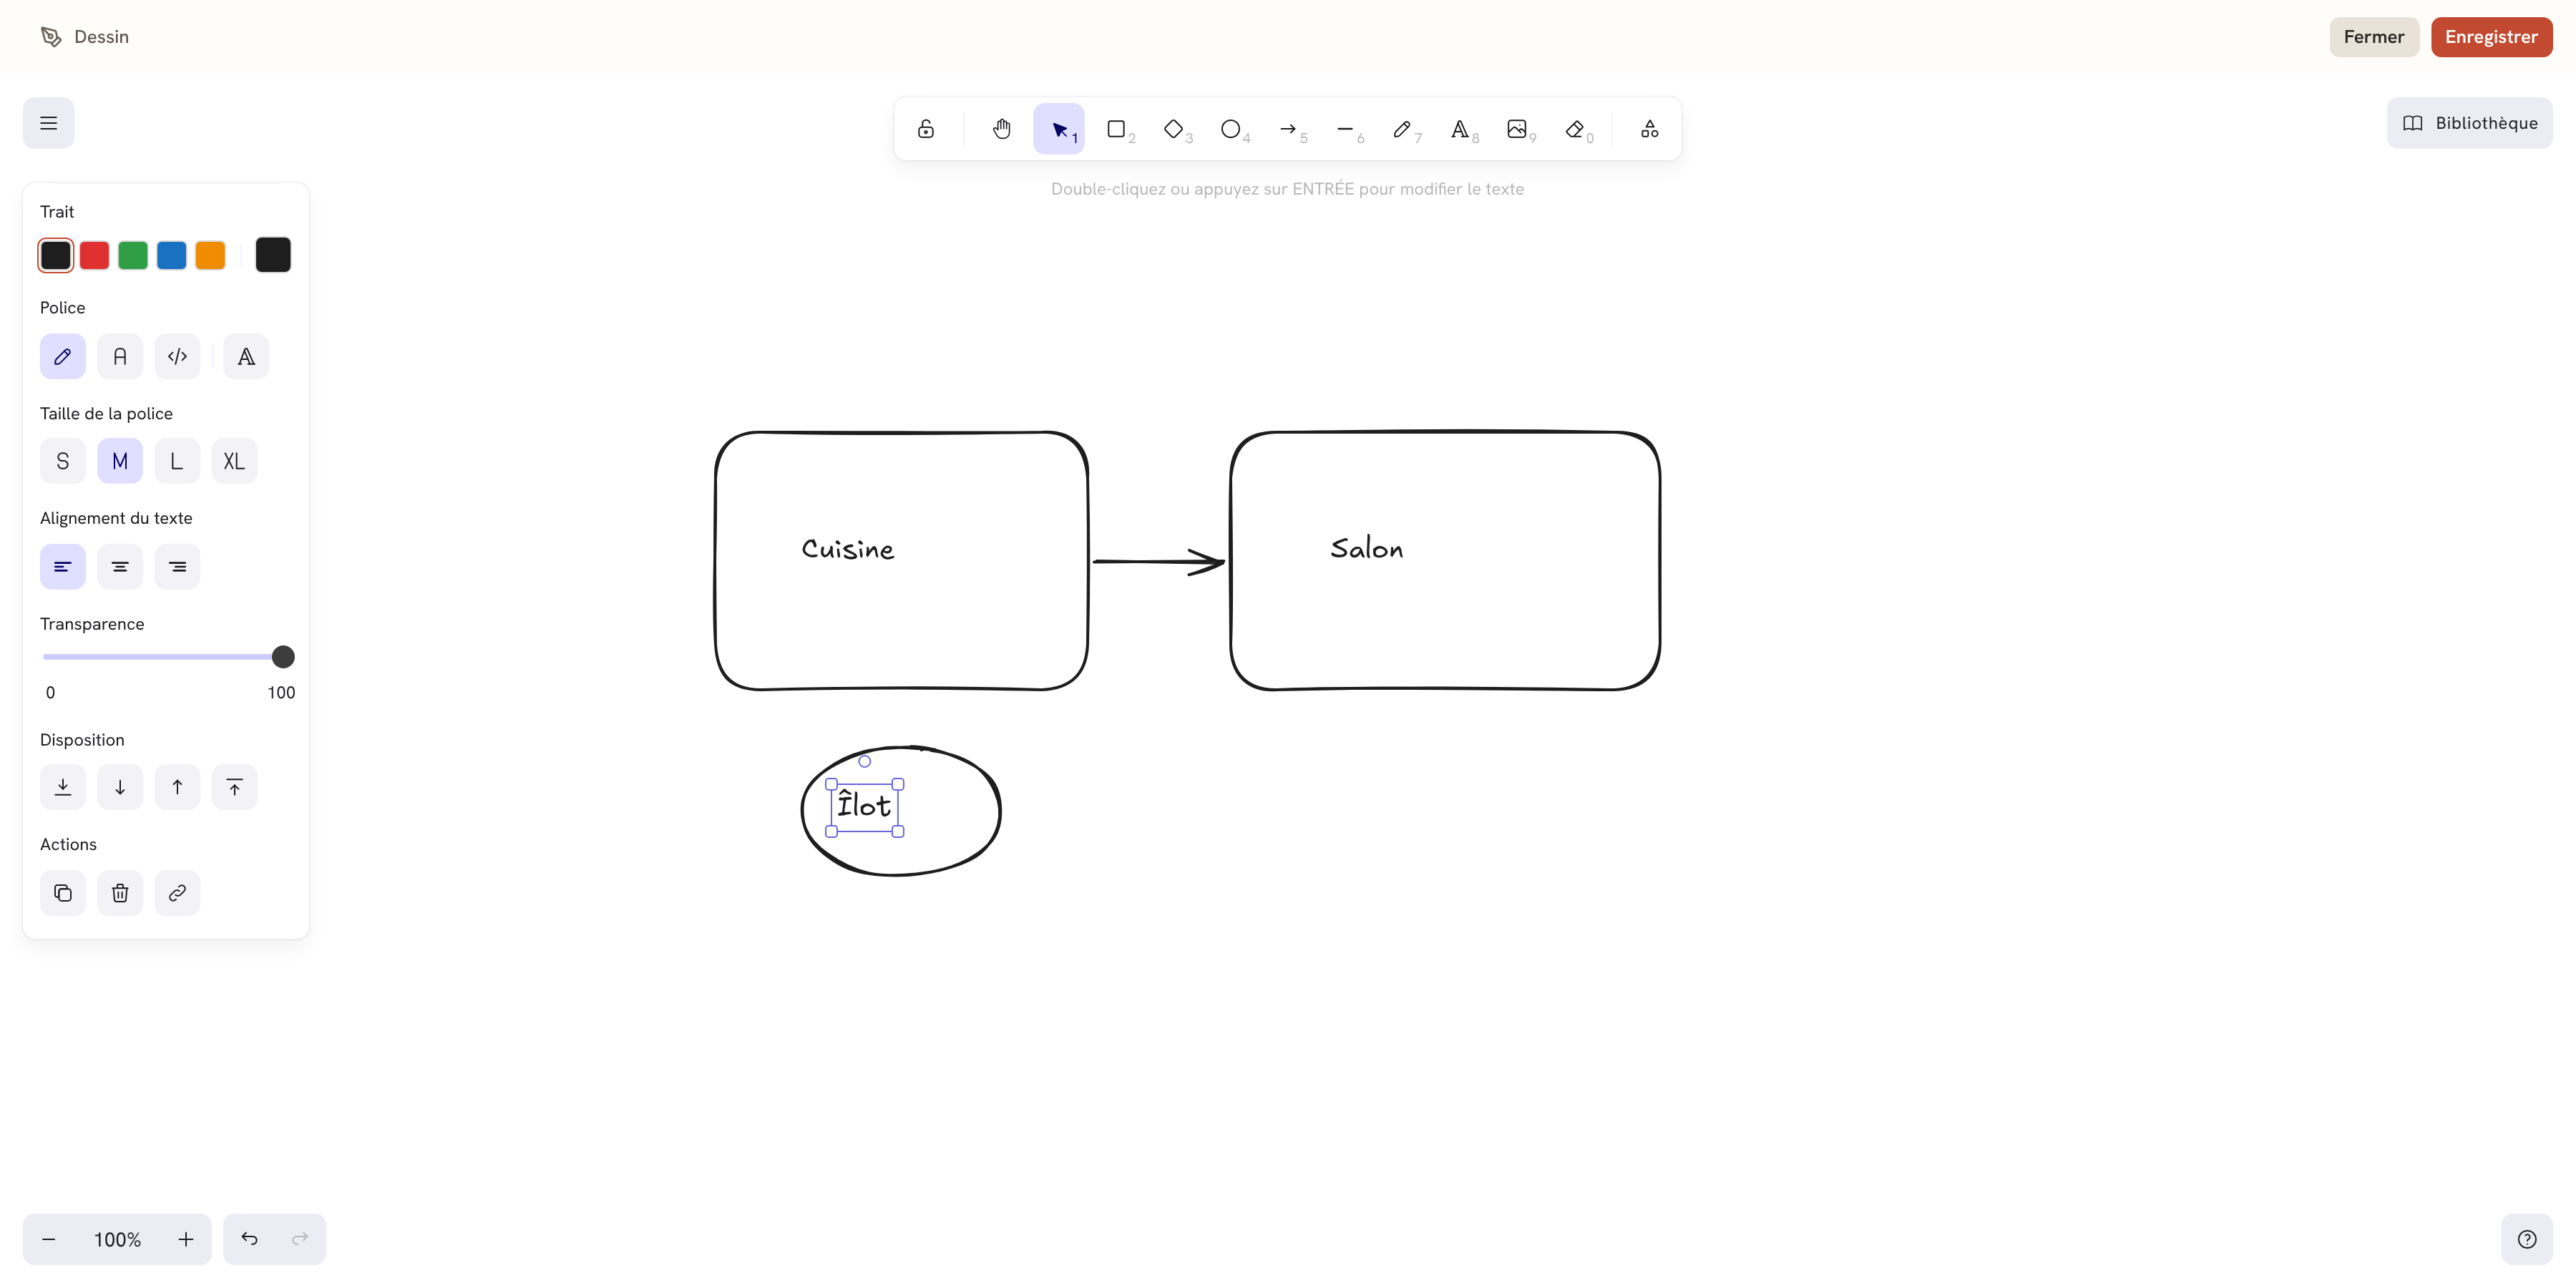 Dessin
Fermer
Enregistrer
1
2
3
4
5
6
7
8
9
0
Bibliothèque
Double-cliquez ou appuyez sur ENTRÉE pour modifier le texte
Trait
Police
Taille de la police
S
M
L
XL
Alignement du texte
Transparence
0
100
Disposition
Actions
Cuisine
Salon
Îlot
100%